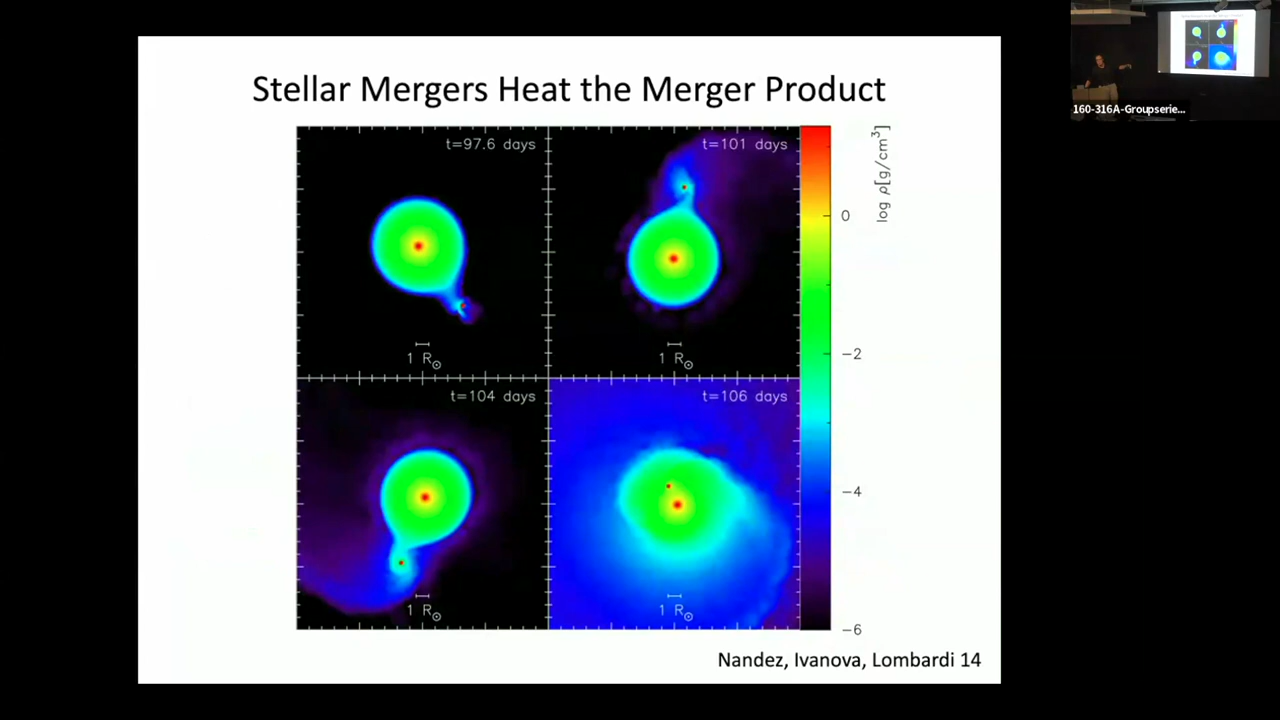 Stellar Mergers Heat the Merger Product
t=97.6 days
t=101 days
1 R⊙
1 R⊙
t=104 days
t=106 days
1 R⊙
1 R⊙
log ρ[g/cm³]
0
−2
−4
−6
Nandez, Ivanova, Lombardi 14
160-316A-Groupserie...